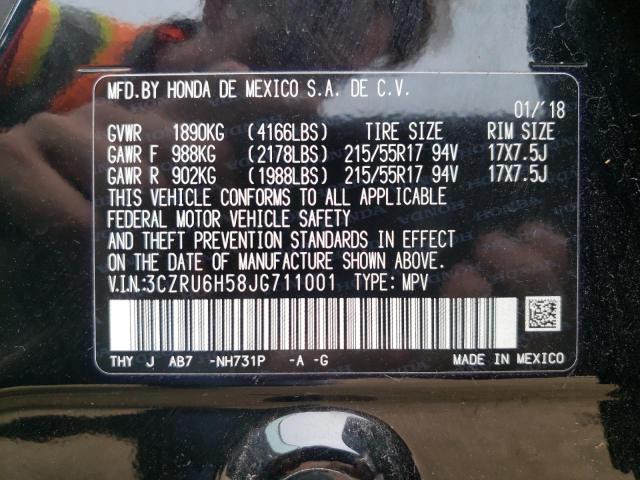 MFD. BY HONDA DE MEXICO S.A. DE C.V.
01/'18
GVWR 1890KG (4166LBS) TIRE SIZE RIM SIZE
GAWR F 988KG (2178LBS) 215/55R17 94V 17X7.5J
GAWR R 902KG (1988LBS) 215/55R17 94V 17X7.5J
THIS VEHICLE CONFORMS TO ALL APPLICABLE
FEDERAL MOTOR VEHICLE SAFETY
AND THEFT PREVENTION STANDARDS IN EFFECT
ON THE DATE OF MANUFACTURE SHOWN ABOVE.
V.I.N.:3CZRU6H58JG711001 TYPE: MPV
THY J AB7 -NH731P -A -G MADE IN MEXICO